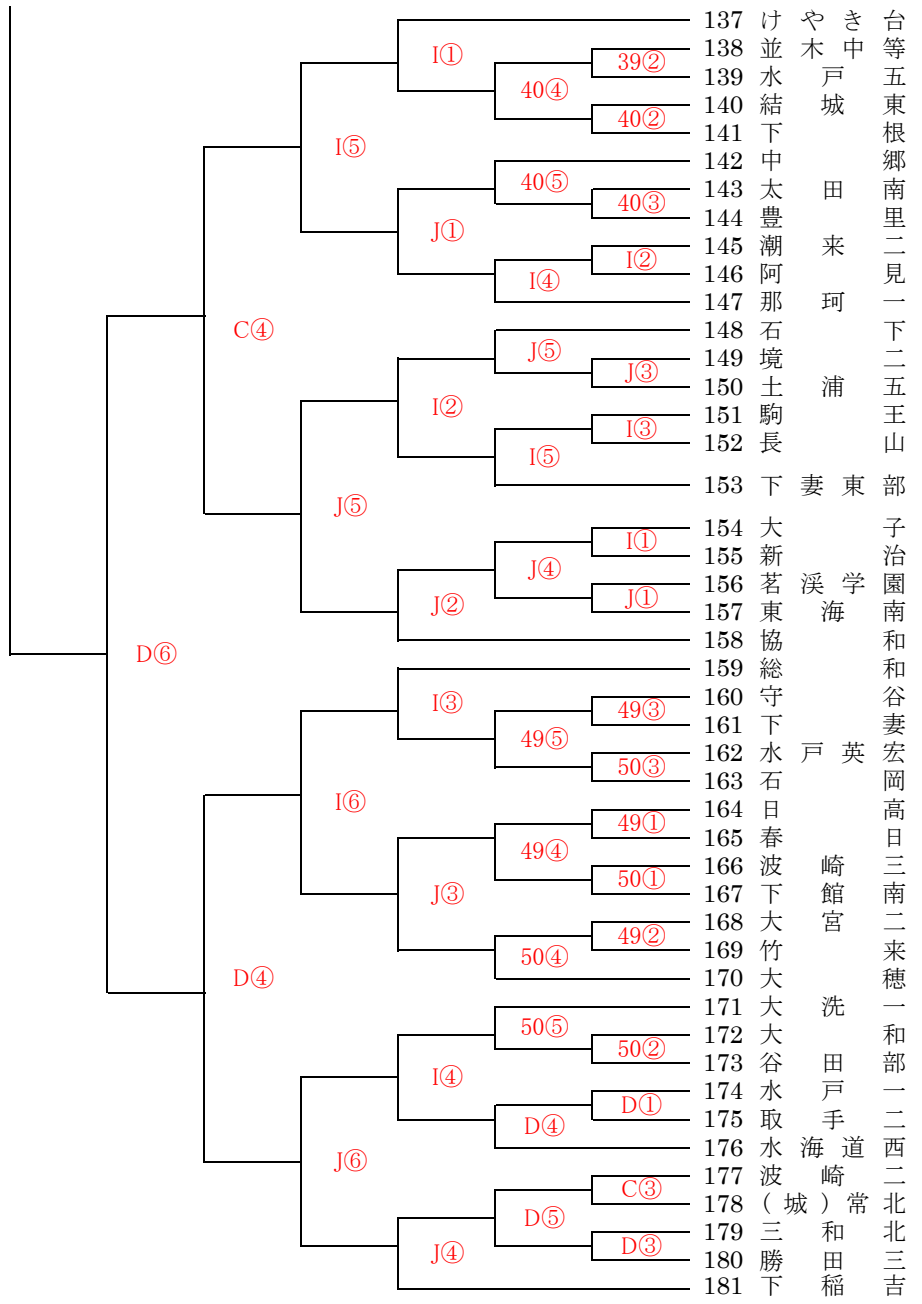 137 けやき台
I①
138 並木中等
39②
139 水戸五
40④
140 結城東
40②
141 下根
I⑤
142 中郷
40⑤
143 太田南
40③
144 豊里
J①
145 潮来二
I②
146 阿見
I④
147 那珂一
C④
148 石下
J⑤
149 境二
J③
150 土浦五
I②
151 駒王
I③
152 長山
I⑤
153 下妻東部
J⑤
154 大子
I①
155 新治
J④
156 茗溪学園
J①
157 東海南
J②
158 協和
D⑥
159 総和
I③
160 守谷
49③
161 下妻
49⑤
162 水戸英宏
50③
163 石岡
I⑥
164 日高
49①
165 春日
49④
166 波崎三
50①
167 下館南
J③
168 大宮二
49②
169 竹来
50④
170 大穂
D④
171 大洗一
50⑤
172 大和
50②
173 谷田部
I④
174 水戸一
D①
175 取手二
D④
176 水海道西
J⑥
177 波崎二
C③
178 (城)常北
D⑤
179 三和北
D③
180 勝田三
J④
181 下稲吉